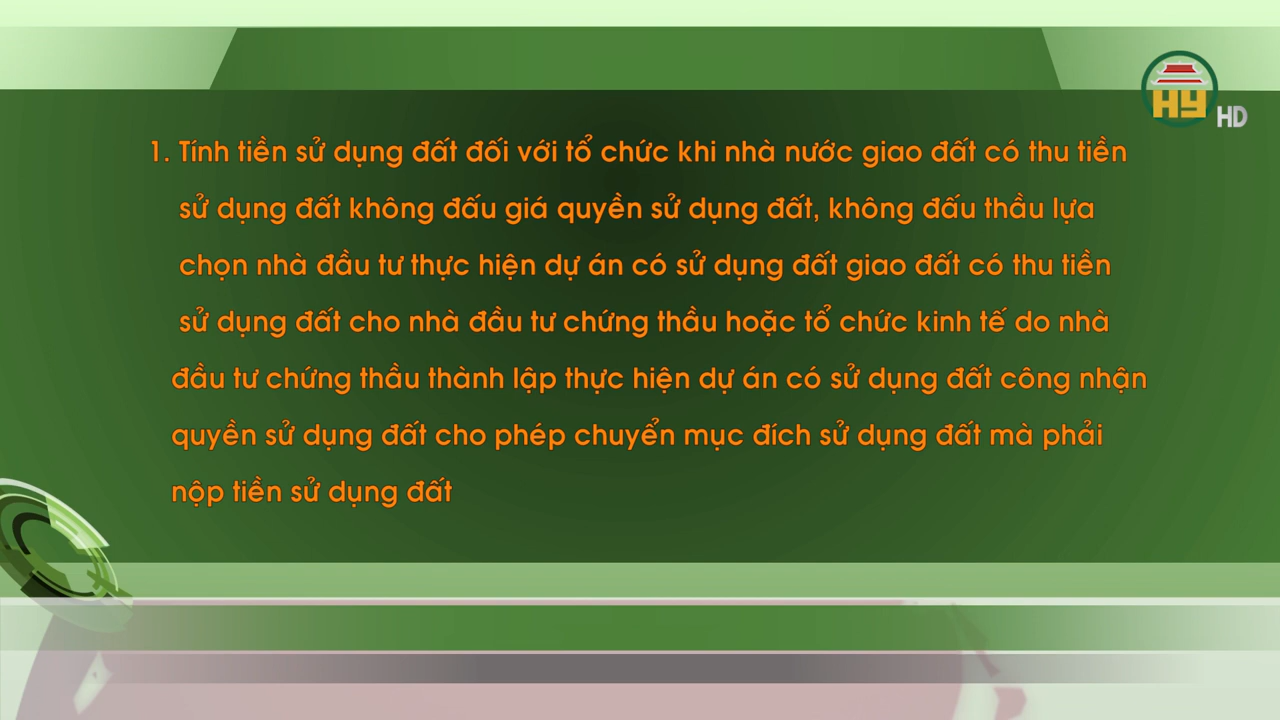 HY HD
1. Tính tiền sử dụng đất đối với tổ chức khi nhà nước giao đất có thu tiền
sử dụng đất không đấu giá quyền sử dụng đất, không đấu thầu lựa
chọn nhà đầu tư thực hiện dự án có sử dụng đất giao đất có thu tiền
sử dụng đất cho nhà đầu tư chứng thầu hoặc tổ chức kinh tế do nhà
đầu tư chứng thầu thành lập thực hiện dự án có sử dụng đất công nhận
quyền sử dụng đất cho phép chuyển mục đích sử dụng đất mà phải
nộp tiền sử dụng đất